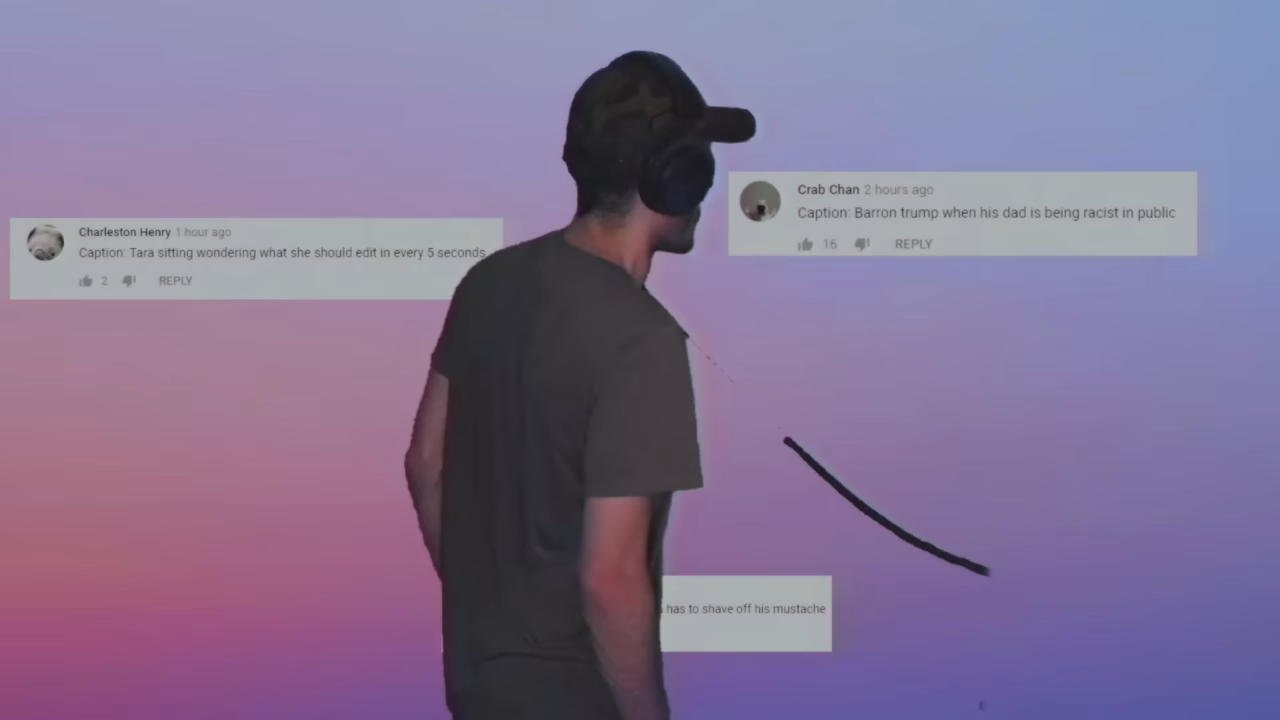 Charleston Henry 1 hour ago
Caption: Tara sitting wondering what she should edit in every 5 seconds
2 REPLY
Crab Chan 2 hours ago
Caption: Barron trump when his dad is being racist in public
16 REPLY
has to shave off his mustache